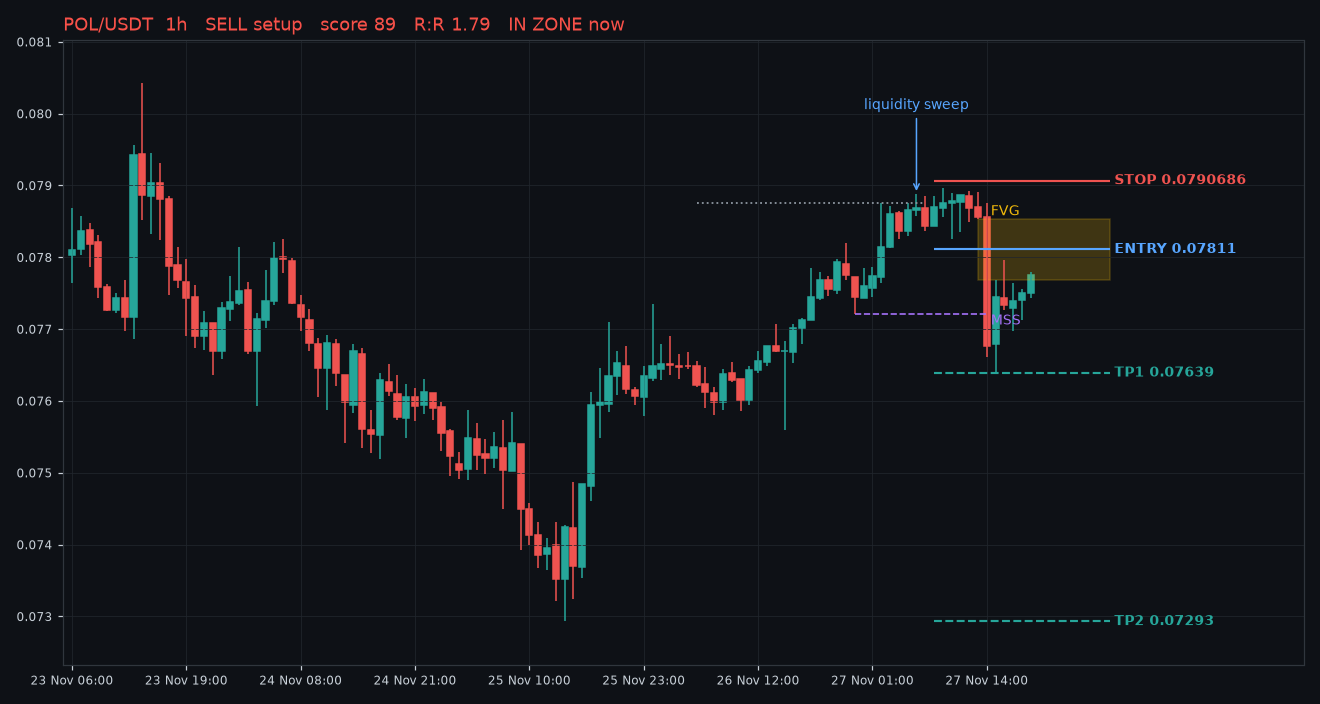 POL/USDT 1h SELL setup score 89 R:R 1.79 IN ZONE now
0.081
0.080
0.079
0.078
0.077
0.076
0.075
0.074
0.073
liquidity sweep
STOP 0.0790686
FVG
ENTRY 0.07811
MSS
TP1 0.07639
TP2 0.07293
23 Nov 06:00
23 Nov 19:00
24 Nov 08:00
24 Nov 21:00
25 Nov 10:00
25 Nov 23:00
26 Nov 12:00
27 Nov 01:00
27 Nov 14:00